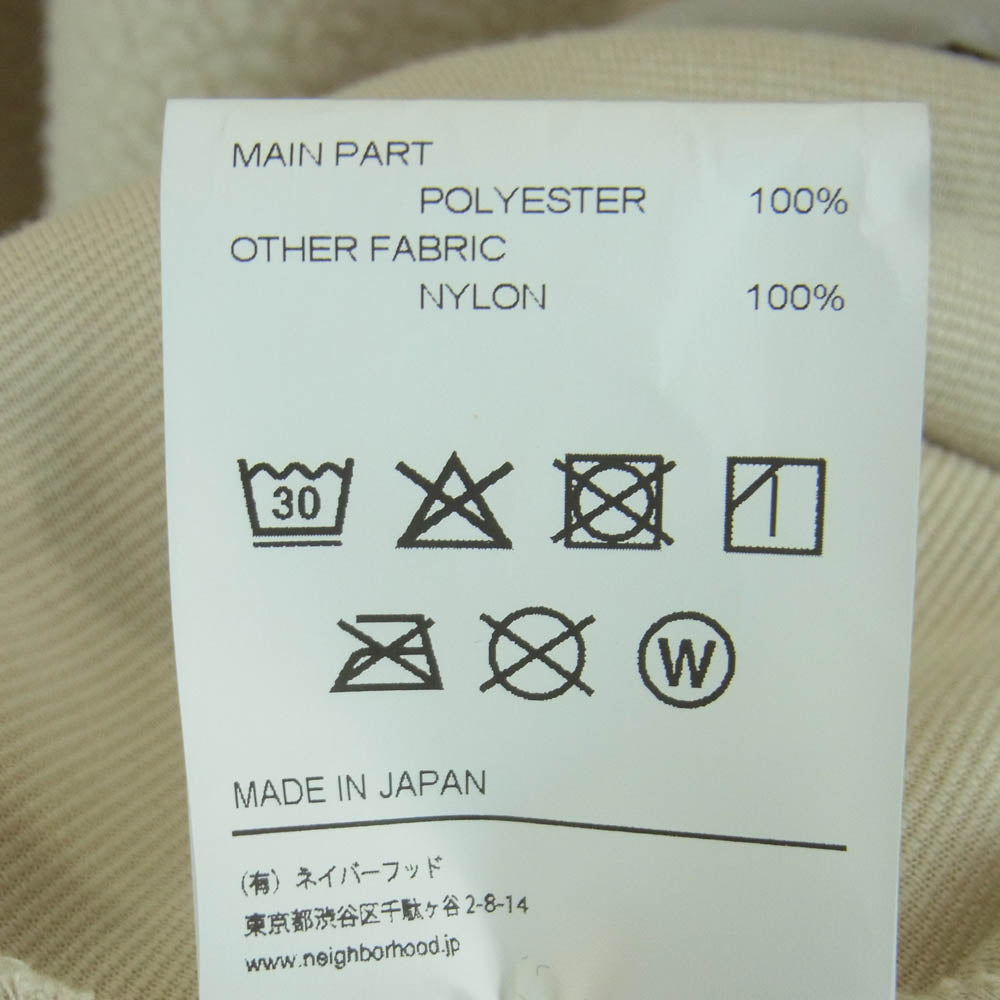 MAIN PART
POLYESTER 100%
OTHER FABRIC
NYLON 100%
30
W
MADE IN JAPAN
(有) ネイバーフッド
東京都渋谷区千駄ヶ谷2-8-14
www.neighborhood.jp